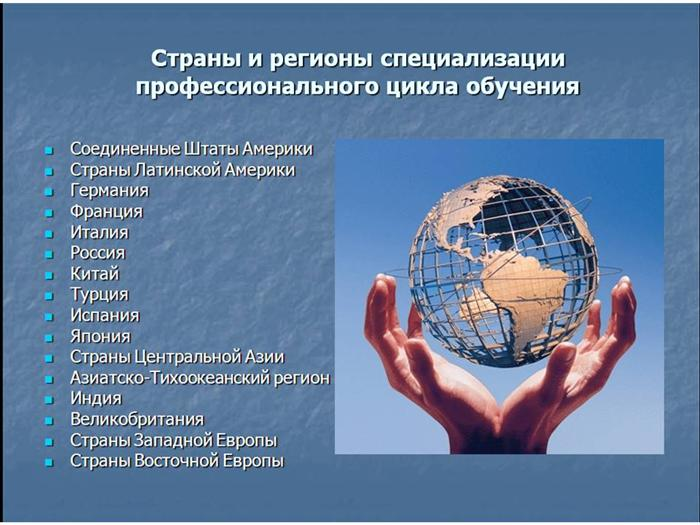 Страны и регионы специализации
профессионального цикла обучения
Соединенные Штаты Америки
Страны Латинской Америки
Германия
Франция
Италия
Россия
Китай
Турция
Испания
Япония
Страны Центральной Азии
Азиатско-Тихоокеанский регион
Индия
Великобритания
Страны Западной Европы
Страны Восточной Европы